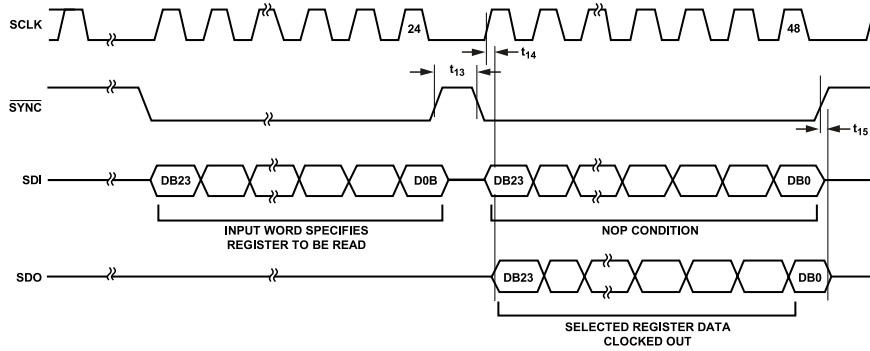 SCLK
24
48
t14
t13
SYNC
t15
SDI
DB23
D0B
DB23
DB0
INPUT WORD SPECIFIES
REGISTER TO BE READ
NOP CONDITION
SDO
DB23
DB0
SELECTED REGISTER DATA
CLOCKED OUT